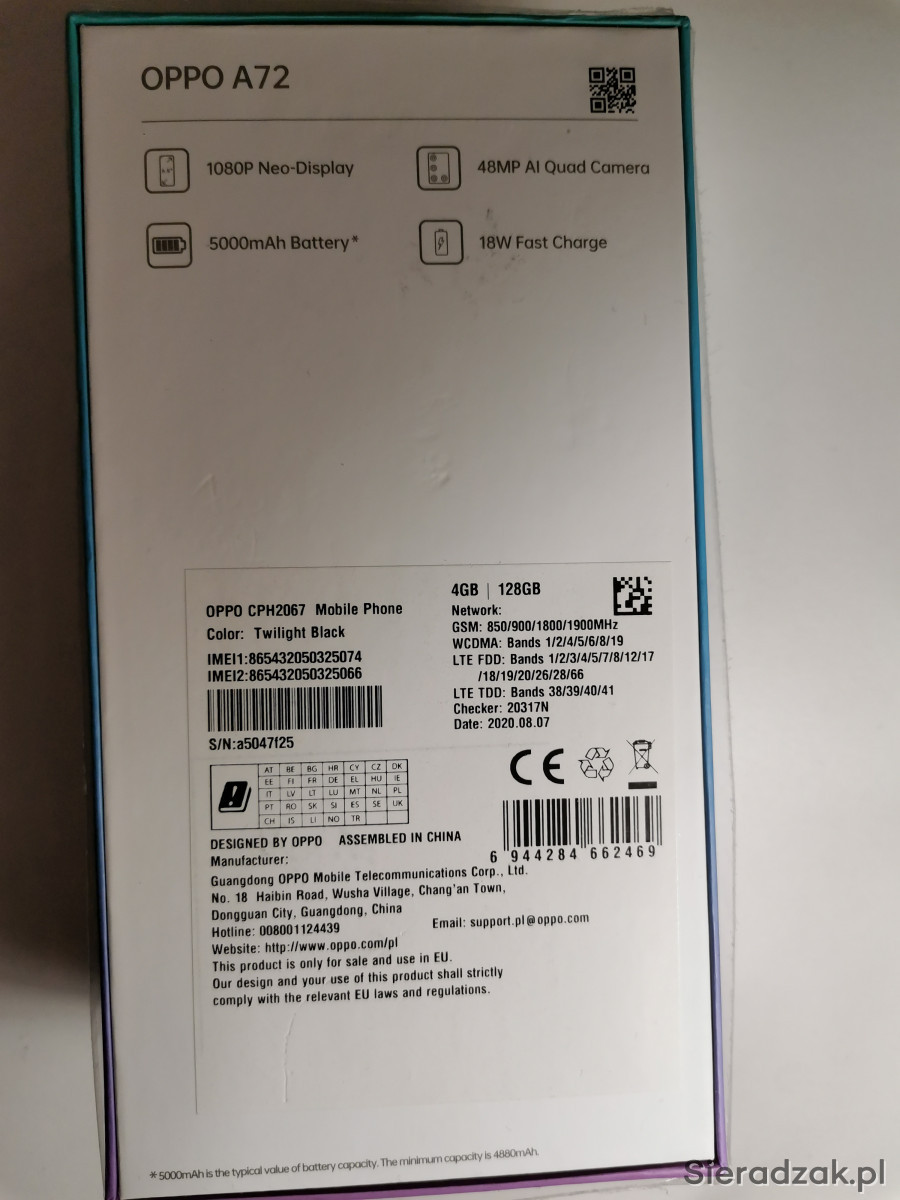 OPPO A72
1080P Neo-Display
48MP AI Quad Camera
5000mAh Battery*
18W Fast Charge
OPPO CPH2067 Mobile Phone
Color: Twilight Black
IMEI1:865432050325074
IMEI2:865432050325066
S/N:a5047f25
4GB | 128GB
Network:
GSM: 850/900/1800/1900MHz
WCDMA: Bands 1/2/4/5/6/8/19
LTE FDD: Bands 1/2/3/4/5/7/8/12/17
/18/19/20/26/28/66
LTE TDD: Bands 38/39/40/41
Checker: 20317N
Date: 2020.08.07
AT BE BG HR CY CZ DK
EE FI FR DE EL HU IE
IT LV LT LU MT NL PL
PT RO SK SI ES SE UK
CH IS LI NO TR
CE
6 944284 662469
DESIGNED BY OPPO ASSEMBLED IN CHINA
Manufacturer:
Guangdong OPPO Mobile Telecommunications Corp., Ltd.
No. 18 Haibin Road, Wusha Village, Chang'an Town,
Dongguan City, Guangdong, China
Hotline: 008001124439 Email: support.pl@oppo.com
Website: http://www.oppo.com/pl
This product is only for sale and use in EU.
Our design and your use of this product shall strictly
comply with the relevant EU laws and regulations.
* 5000mAh is the typical value of battery capacity. The minimum capacity is 4880mAh.
Sieradzak.pl